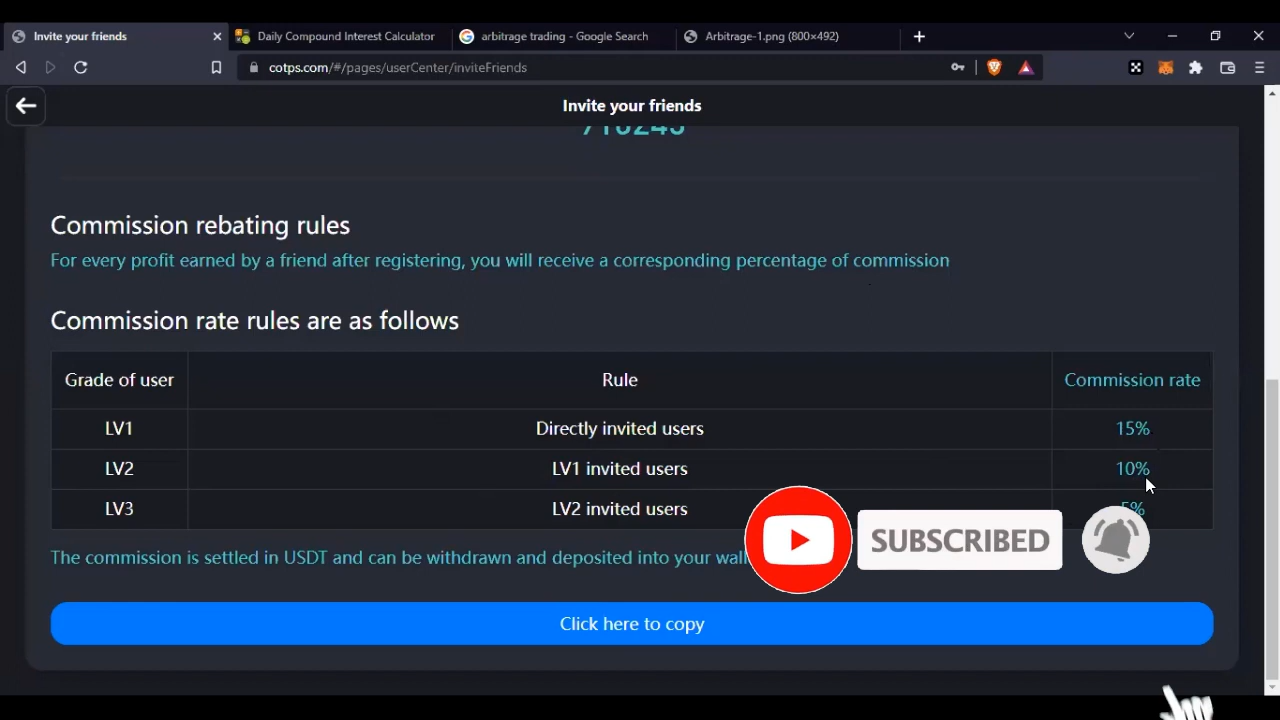 Invite your friends
Daily Compound Interest Calculator
arbitrage trading - Google Search
Arbitrage-1.png (800×492)
cotps.com/#/pages/userCenter/inviteFriends
Invite your friends
Commission rebating rules
For every profit earned by a friend after registering, you will receive a corresponding percentage of commission
Commission rate rules are as follows
Grade of user Rule Commission rate
LV1 Directly invited users 15%
LV2 LV1 invited users 10%
LV3 LV2 invited users 5%
The commission is settled in USDT and can be withdrawn and deposited into your
SUBSCRIBED
Click here to copy